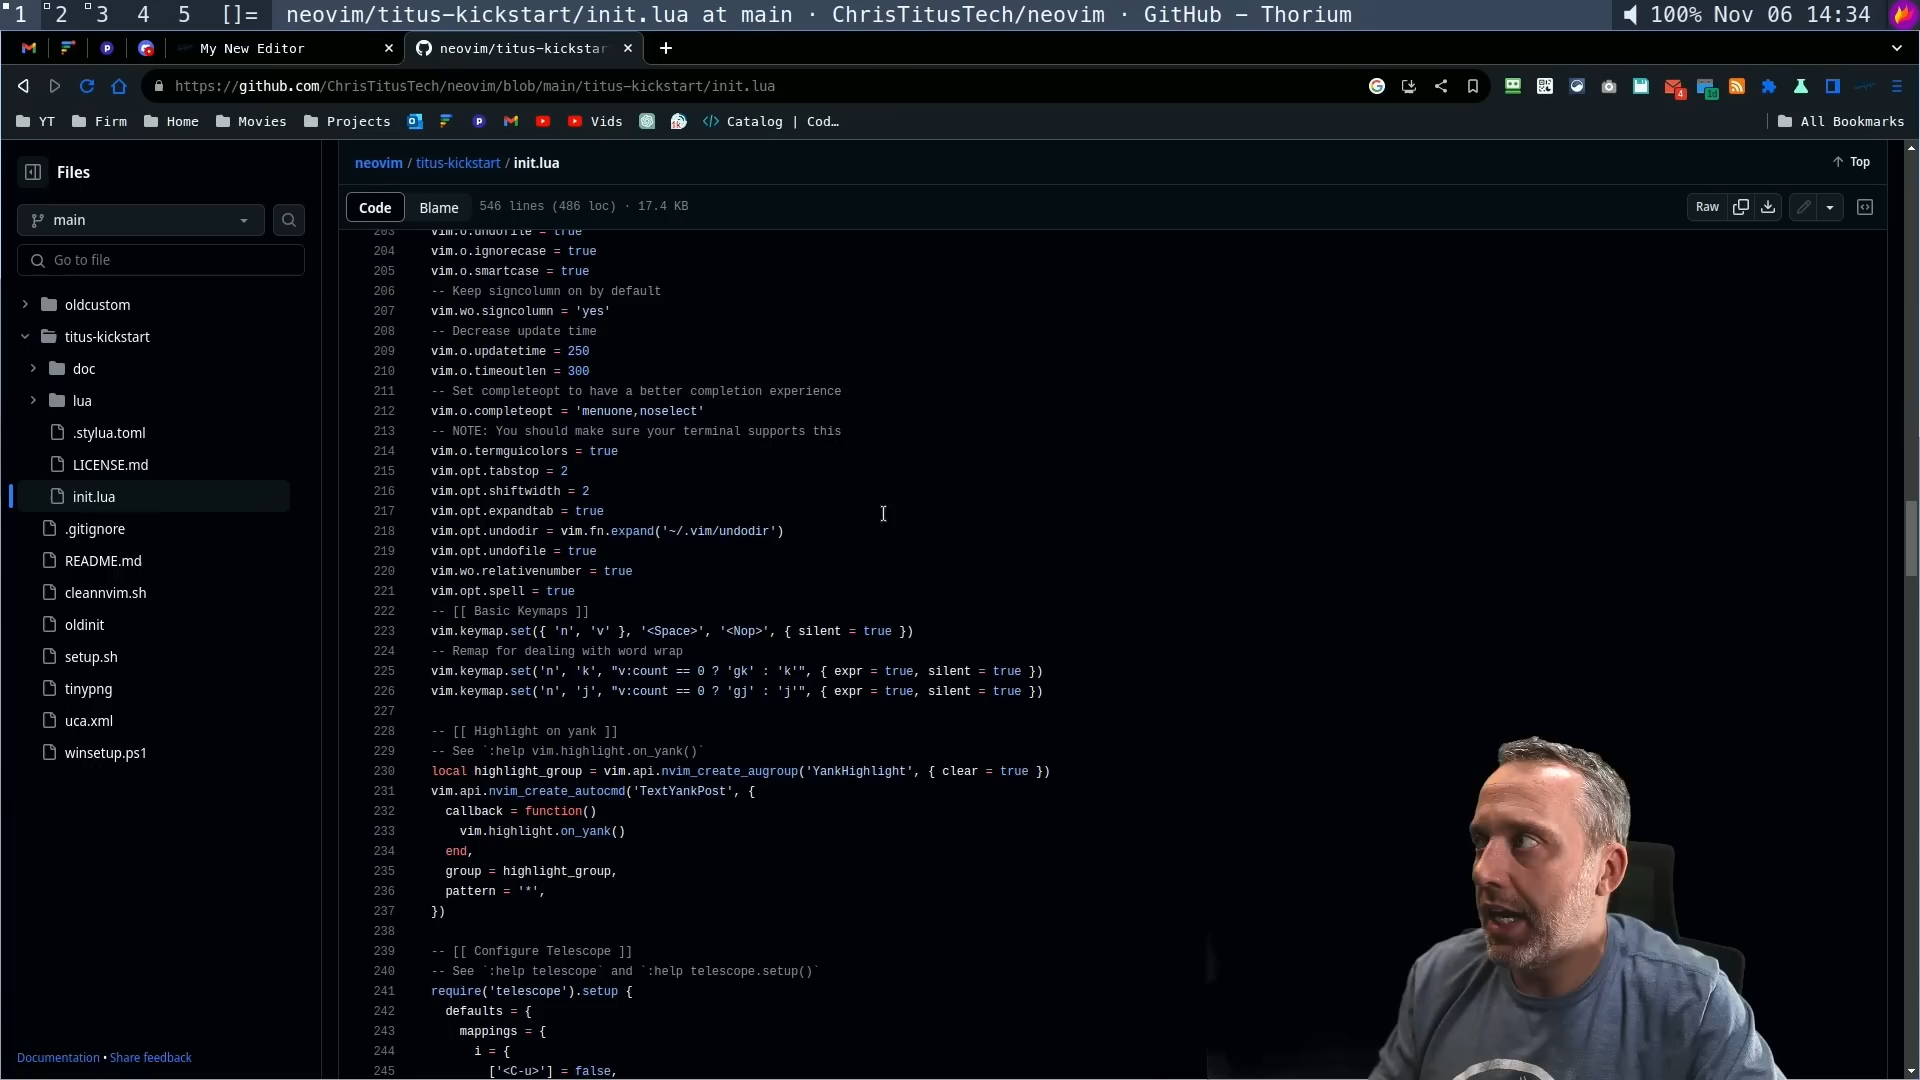 1 2 3 4 5 []= neovim/titus-kickstart/init.lua at main · ChrisTitusTech/neovim · GitHub - Thorium 100% Nov 06 14:34
My New Editor × neovim/titus-kickstar × +
https://github.com/ChrisTitusTech/neovim/blob/main/titus-kickstart/init.lua 4 1d
YT Firm Home Movies Projects Vids Catalog | Cod… All Bookmarks
Files
main
Go to file
oldcustom
titus-kickstart
doc
lua
.stylua.toml
LICENSE.md
init.lua
.gitignore
README.md
cleannvim.sh
oldinit
setup.sh
tinypng
uca.xml
winsetup.ps1
Documentation • Share feedback
neovim / titus-kickstart / init.lua
Top
Code Blame 546 lines (486 loc) · 17.4 KB Raw
203 vim.o.undofile = true
204 vim.o.ignorecase = true
205 vim.o.smartcase = true
206 -- Keep signcolumn on by default
207 vim.wo.signcolumn = 'yes'
208 -- Decrease update time
209 vim.o.updatetime = 250
210 vim.o.timeoutlen = 300
211 -- Set completeopt to have a better completion experience
212 vim.o.completeopt = 'menuone,noselect'
213 -- NOTE: You should make sure your terminal supports this
214 vim.o.termguicolors = true
215 vim.opt.tabstop = 2
216 vim.opt.shiftwidth = 2
217 vim.opt.expandtab = true
218 vim.opt.undodir = vim.fn.expand('~/.vim/undodir')
219 vim.opt.undofile = true
220 vim.wo.relativenumber = true
221 vim.opt.spell = true
222 -- [[ Basic Keymaps ]]
223 vim.keymap.set({ 'n', 'v' }, '<Space>', '<Nop>', { silent = true })
224 -- Remap for dealing with word wrap
225 vim.keymap.set('n', 'k', "v:count == 0 ? 'gk' : 'k'", { expr = true, silent = true })
226 vim.keymap.set('n', 'j', "v:count == 0 ? 'gj' : 'j'", { expr = true, silent = true })
227
228 -- [[ Highlight on yank ]]
229 -- See `:help vim.highlight.on_yank()`
230 local highlight_group = vim.api.nvim_create_augroup('YankHighlight', { clear = true })
231 vim.api.nvim_create_autocmd('TextYankPost', {
232 callback = function()
233 vim.highlight.on_yank()
234 end,
235 group = highlight_group,
236 pattern = '*',
237 })
238
239 -- [[ Configure Telescope ]]
240 -- See `:help telescope` and `:help telescope.setup()`
241 require('telescope').setup {
242 defaults = {
243 mappings = {
244 i = {
245 ['<C-u>'] = false,